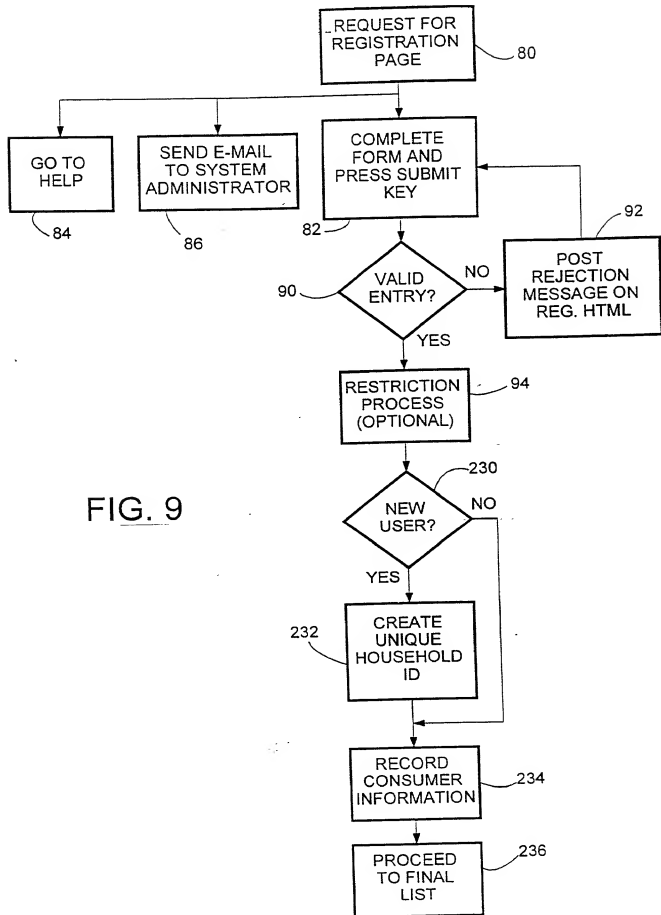 REQUEST FOR
REGISTRATION
PAGE
80
GO TO
HELP
84
SEND E-MAIL
TO SYSTEM
ADMINISTRATOR
86
COMPLETE
FORM AND
PRESS SUBMIT
KEY
82
92
POST
REJECTION
MESSAGE ON
REG. HTML
90
VALID
ENTRY?
NO
YES
RESTRICTION
PROCESS
(OPTIONAL)
94
230
NEW
USER?
NO
YES
FIG. 9
232
CREATE
UNIQUE
HOUSEHOLD
ID
RECORD
CONSUMER
INFORMATION
234
PROCEED
TO FINAL
LIST
236